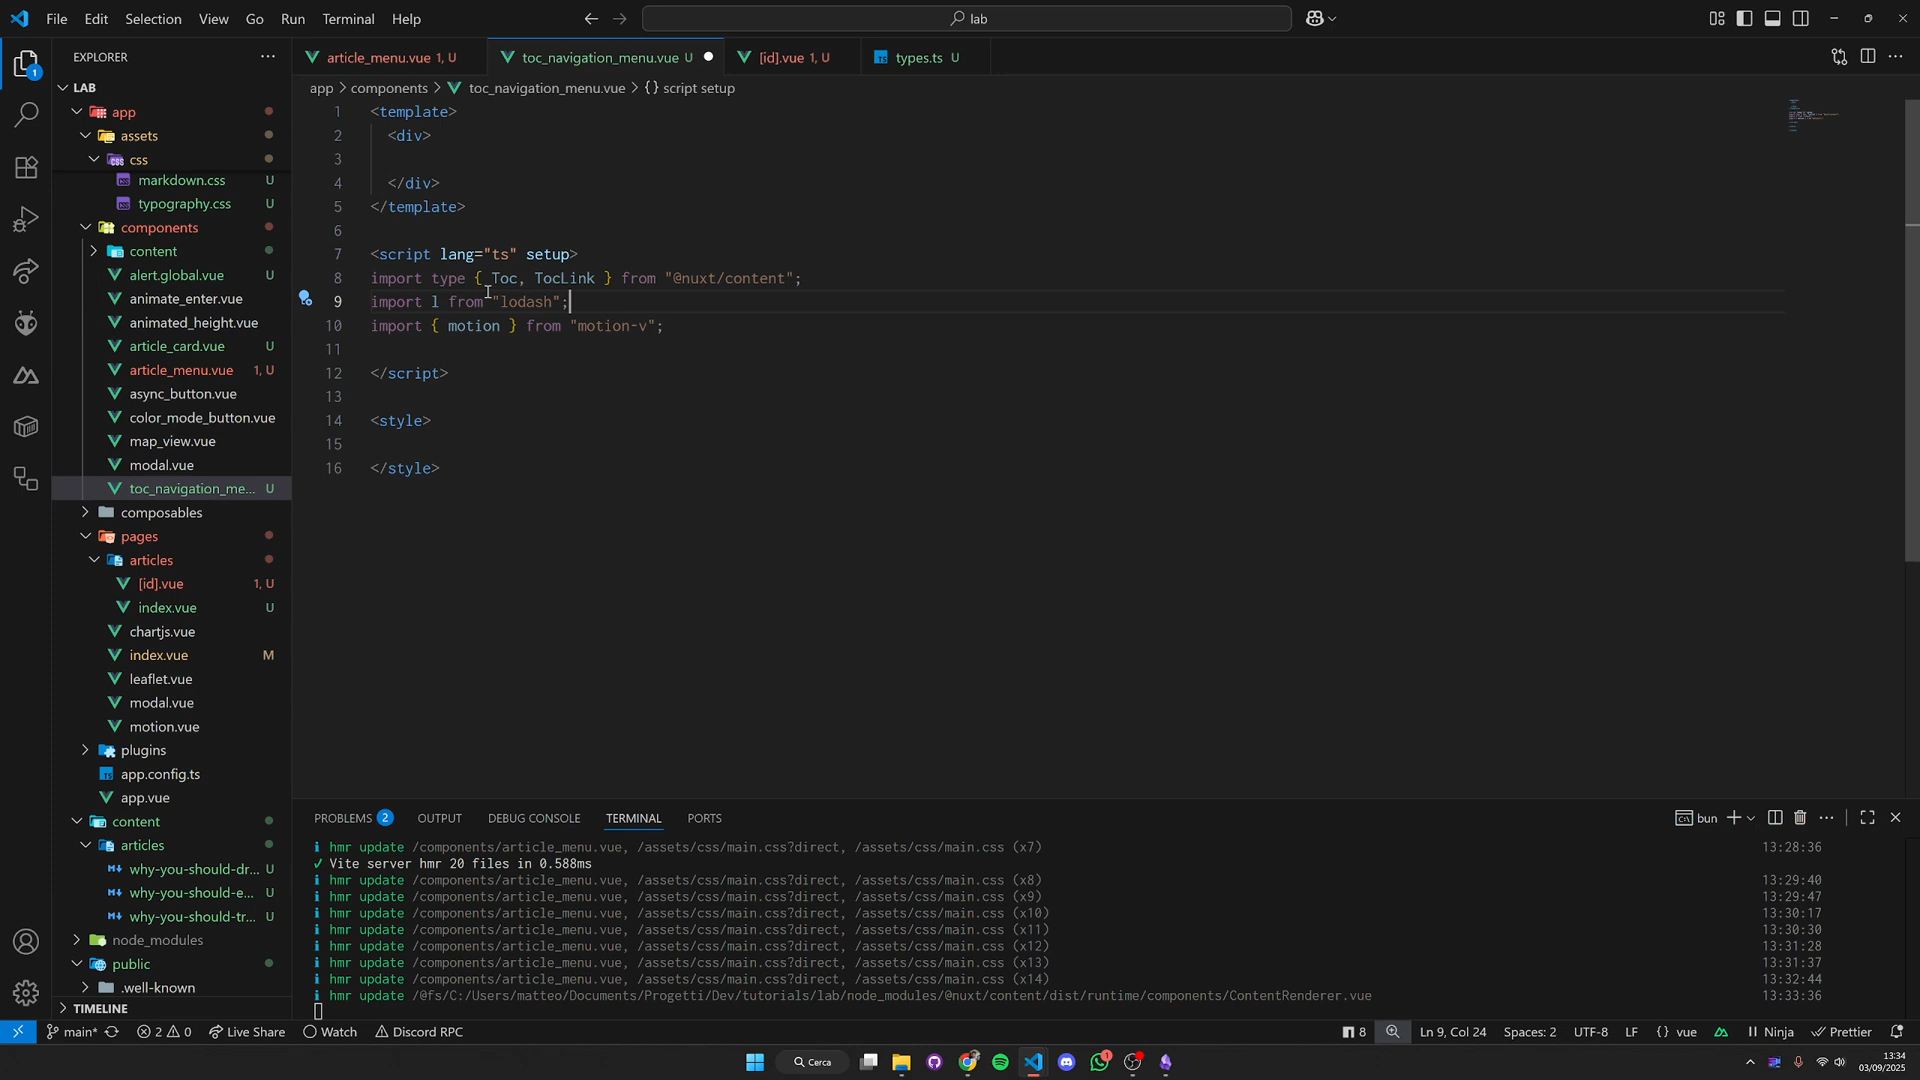 File Edit Selection View Go Run Terminal Help
lab
EXPLORER
article_menu.vue 1, U
toc_navigation_menu.vue U
[id].vue 1, U
types.ts U
app > components > toc_navigation_menu.vue > {} script setup
1
LAB
app
assets
css
markdown.css U
typography.css U
components
content
alert.global.vue U
animate_enter.vue
animated_height.vue
article_card.vue U
article_menu.vue 1, U
async_button.vue
color_mode_button.vue
map_view.vue
modal.vue
toc_navigation_me... U
composables
pages
articles
[id].vue 1, U
index.vue U
chartjs.vue
index.vue M
leaflet.vue
modal.vue
motion.vue
plugins
app.config.ts
app.vue
content
articles
why-you-should-dr... U
why-you-should-e... U
why-you-should-tr... U
node_modules
public
.well-known
TIMELINE
1 <template>
2 <div>
3
4 </div>
5 </template>
6
7 <script lang="ts" setup>
8 import type { Toc, TocLink } from "@nuxt/content";
9 import l from "lodash";
10 import { motion } from "motion-v";
11
12 </script>
13
14 <style>
15
16 </style>
PROBLEMS 2 OUTPUT DEBUG CONSOLE TERMINAL PORTS
bun
i hmr update /components/article_menu.vue, /assets/css/main.css?direct, /assets/css/main.css (x7) 13:28:36
✓ Vite server hmr 20 files in 0.588ms
i hmr update /components/article_menu.vue, /assets/css/main.css?direct, /assets/css/main.css (x8) 13:29:40
i hmr update /components/article_menu.vue, /assets/css/main.css?direct, /assets/css/main.css (x9) 13:29:47
i hmr update /components/article_menu.vue, /assets/css/main.css?direct, /assets/css/main.css (x10) 13:30:17
i hmr update /components/article_menu.vue, /assets/css/main.css?direct, /assets/css/main.css (x11) 13:30:30
i hmr update /components/article_menu.vue, /assets/css/main.css?direct, /assets/css/main.css (x12) 13:31:28
i hmr update /components/article_menu.vue, /assets/css/main.css?direct, /assets/css/main.css (x13) 13:31:37
i hmr update /components/article_menu.vue, /assets/css/main.css?direct, /assets/css/main.css (x14) 13:32:44
i hmr update /@fs/C:/Users/matteo/Documents/Progetti/Dev/tutorials/lab/node_modules/@nuxt/content/dist/runtime/components/ContentRenderer.vue 13:33:36
main* 2 0 Live Share Watch Discord RPC
8 Ln 9, Col 24 Spaces: 2 UTF-8 LF {} vue Ninja Prettier
Cerca
13:34
03/09/2025